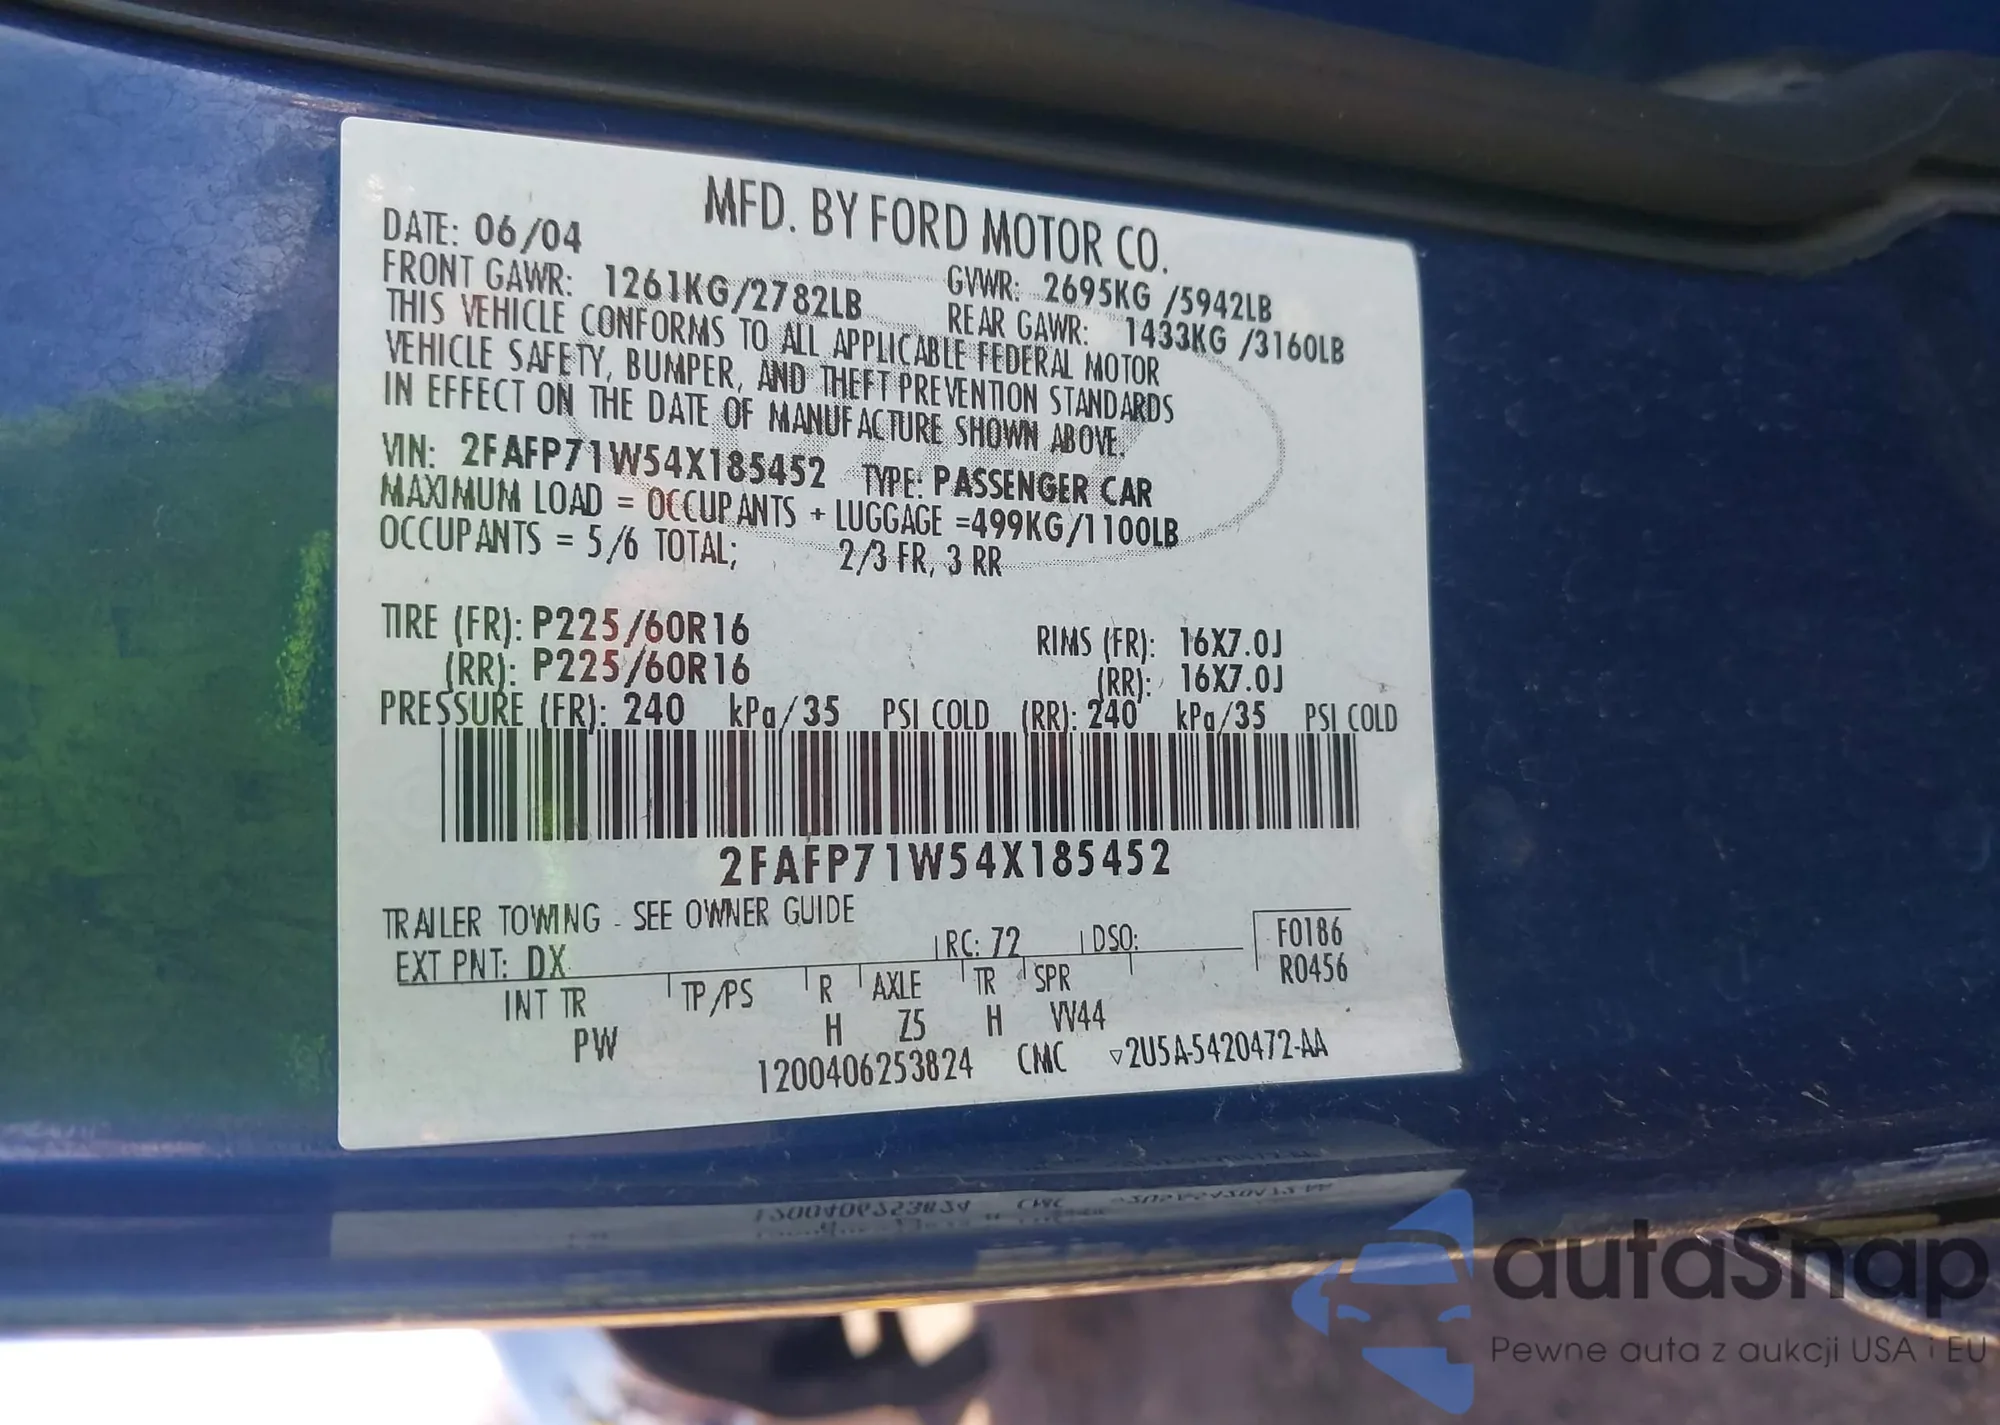 MFD. BY FORD MOTOR CO.
DATE: 06/04
FRONT GAWR: 1261KG/2782LB
GVWR: 2695KG /5942LB
REAR GAWR: 1433KG /3160LB
THIS VEHICLE CONFORMS TO ALL APPLICABLE FEDERAL MOTOR
VEHICLE SAFETY, BUMPER, AND THEFT PREVENTION STANDARDS
IN EFFECT ON THE DATE OF MANUFACTURE SHOWN ABOVE.
VIN: 2FAFP71W54X185452 TYPE: PASSENGER CAR
MAXIMUM LOAD = OCCUPANTS + LUGGAGE =499KG/1100LB
OCCUPANTS = 5/6 TOTAL; 2/3 FR, 3 RR
TIRE (FR): P225/60R16 RIMS (FR): 16X7.0J
(RR): P225/60R16 (RR): 16X7.0J
PRESSURE (FR): 240 kPa/35 PSI COLD (RR): 240 kPa/35 PSI COLD
2FAFP71W54X185452
TRAILER TOWING - SEE OWNER GUIDE
EXT PNT: DX RC: 72 DSO: F0186
R0456
INT TR TP/PS R AXLE TR SPR
PW H Z5 H VV44
1200406253824 CMC ▽2U5A-5420472-AA
autaSnap
Pewne auta z aukcji USA i EU